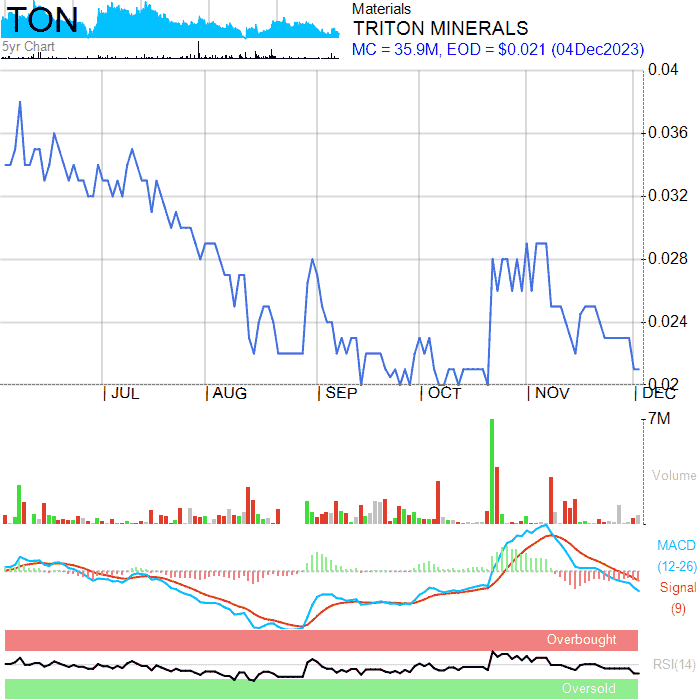 TON
5yr Chart
Materials
TRITON MINERALS
MC = 35.9M, EOD = $0.021 (04Dec2023)
0.04
0.036
0.032
0.028
0.024
0.02
JUL AUG SEP OCT NOV DEC
7M
Volume
MACD
(12-26)
Signal
(9)
Overbought
RSI(14)
Oversold